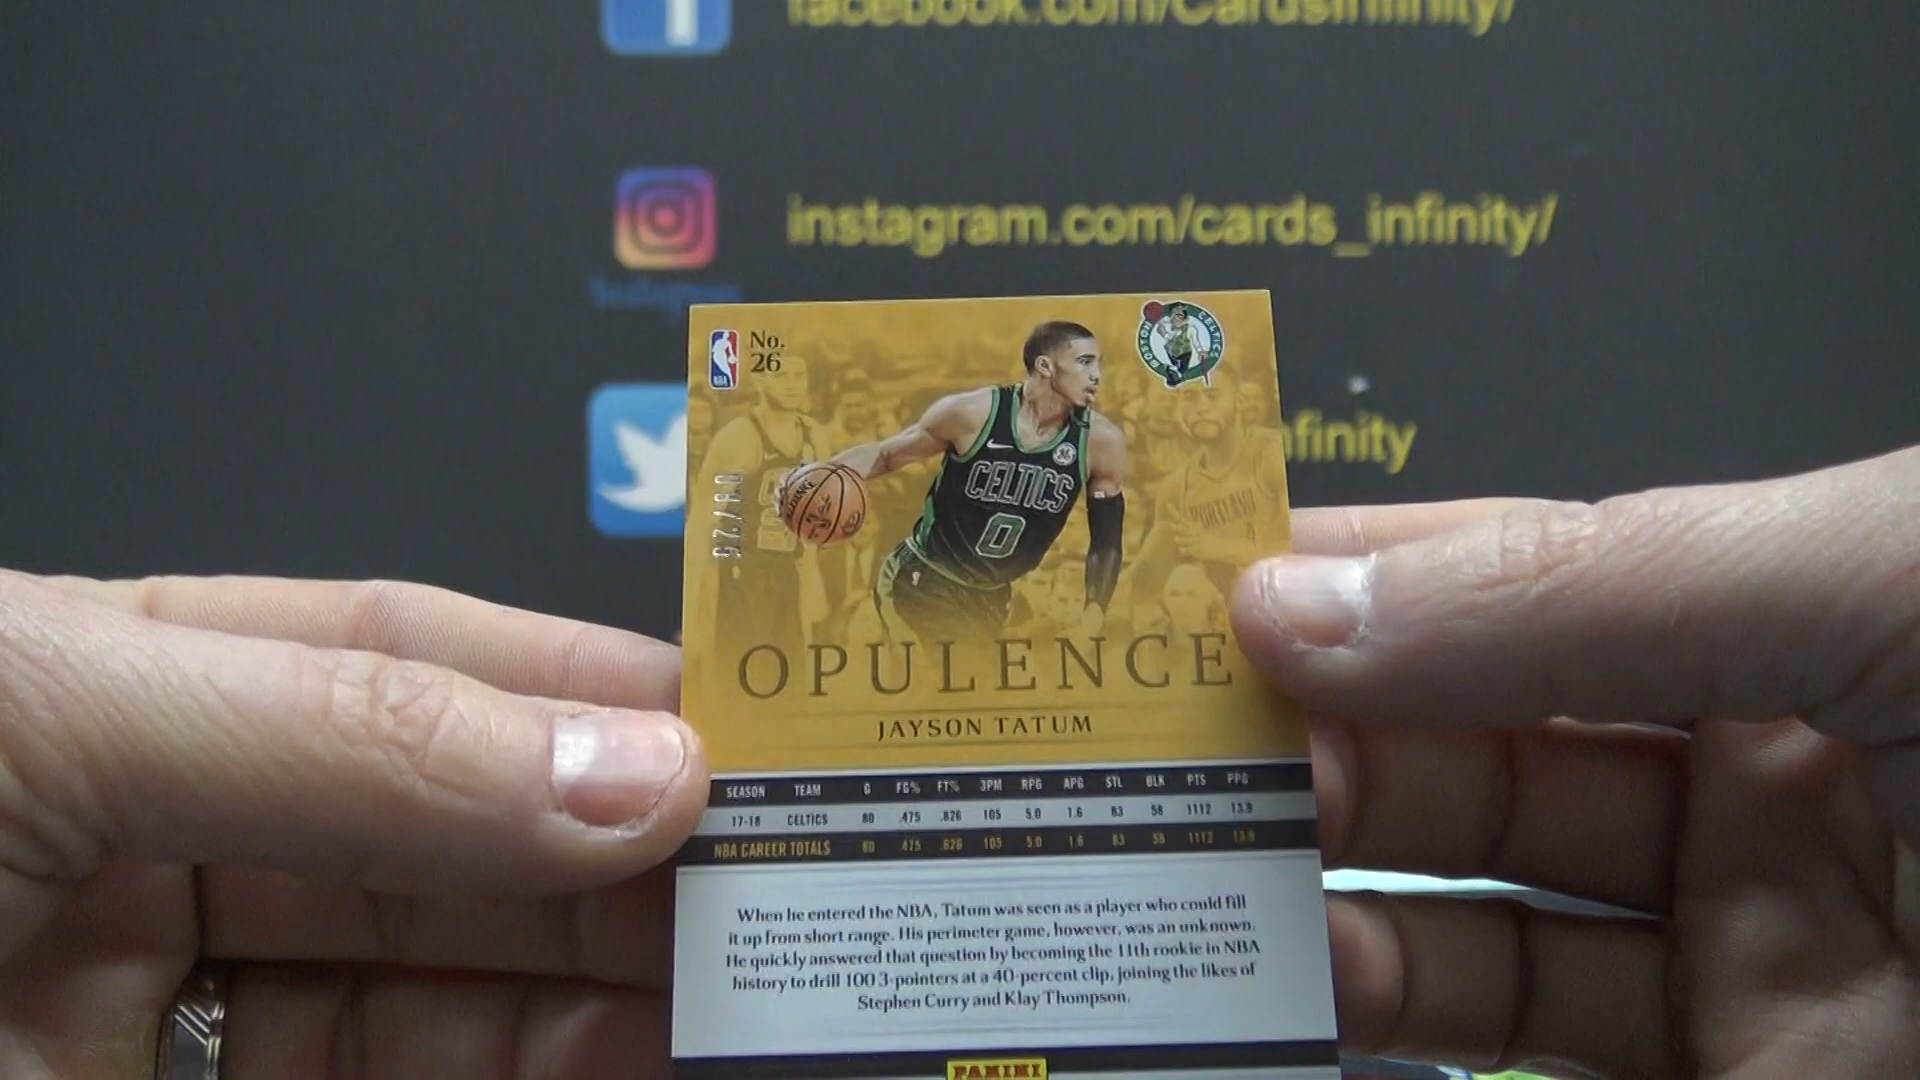 facebook.com/Cardsinfinity/
instagram.com/cards_infinity/
Instagram
nfinity
NBA
No.
26
BOSTON CELTICS
SPALDING
CELTICS
0
PORTLAND
OPULENCE
JAYSON TATUM
SEASON TEAM G FG% FT% 3PM RPG APG STL BLK PTS PPG
17-18 CELTICS 80 .475 .826 105 5.0 1.6 83 58 1112 13.9
NBA CAREER TOTALS 80 .475 .826 105 5.0 1.6 83 58 1112 13.9
When he entered the NBA, Tatum was seen as a player who could fill
it up from short range. His perimeter game, however, was an unknown.
He quickly answered that question by becoming the 11th rookie in NBA
history to drill 100 3-pointers at a 40-percent clip, joining the likes of
Stephen Curry and Klay Thompson.
PANINI